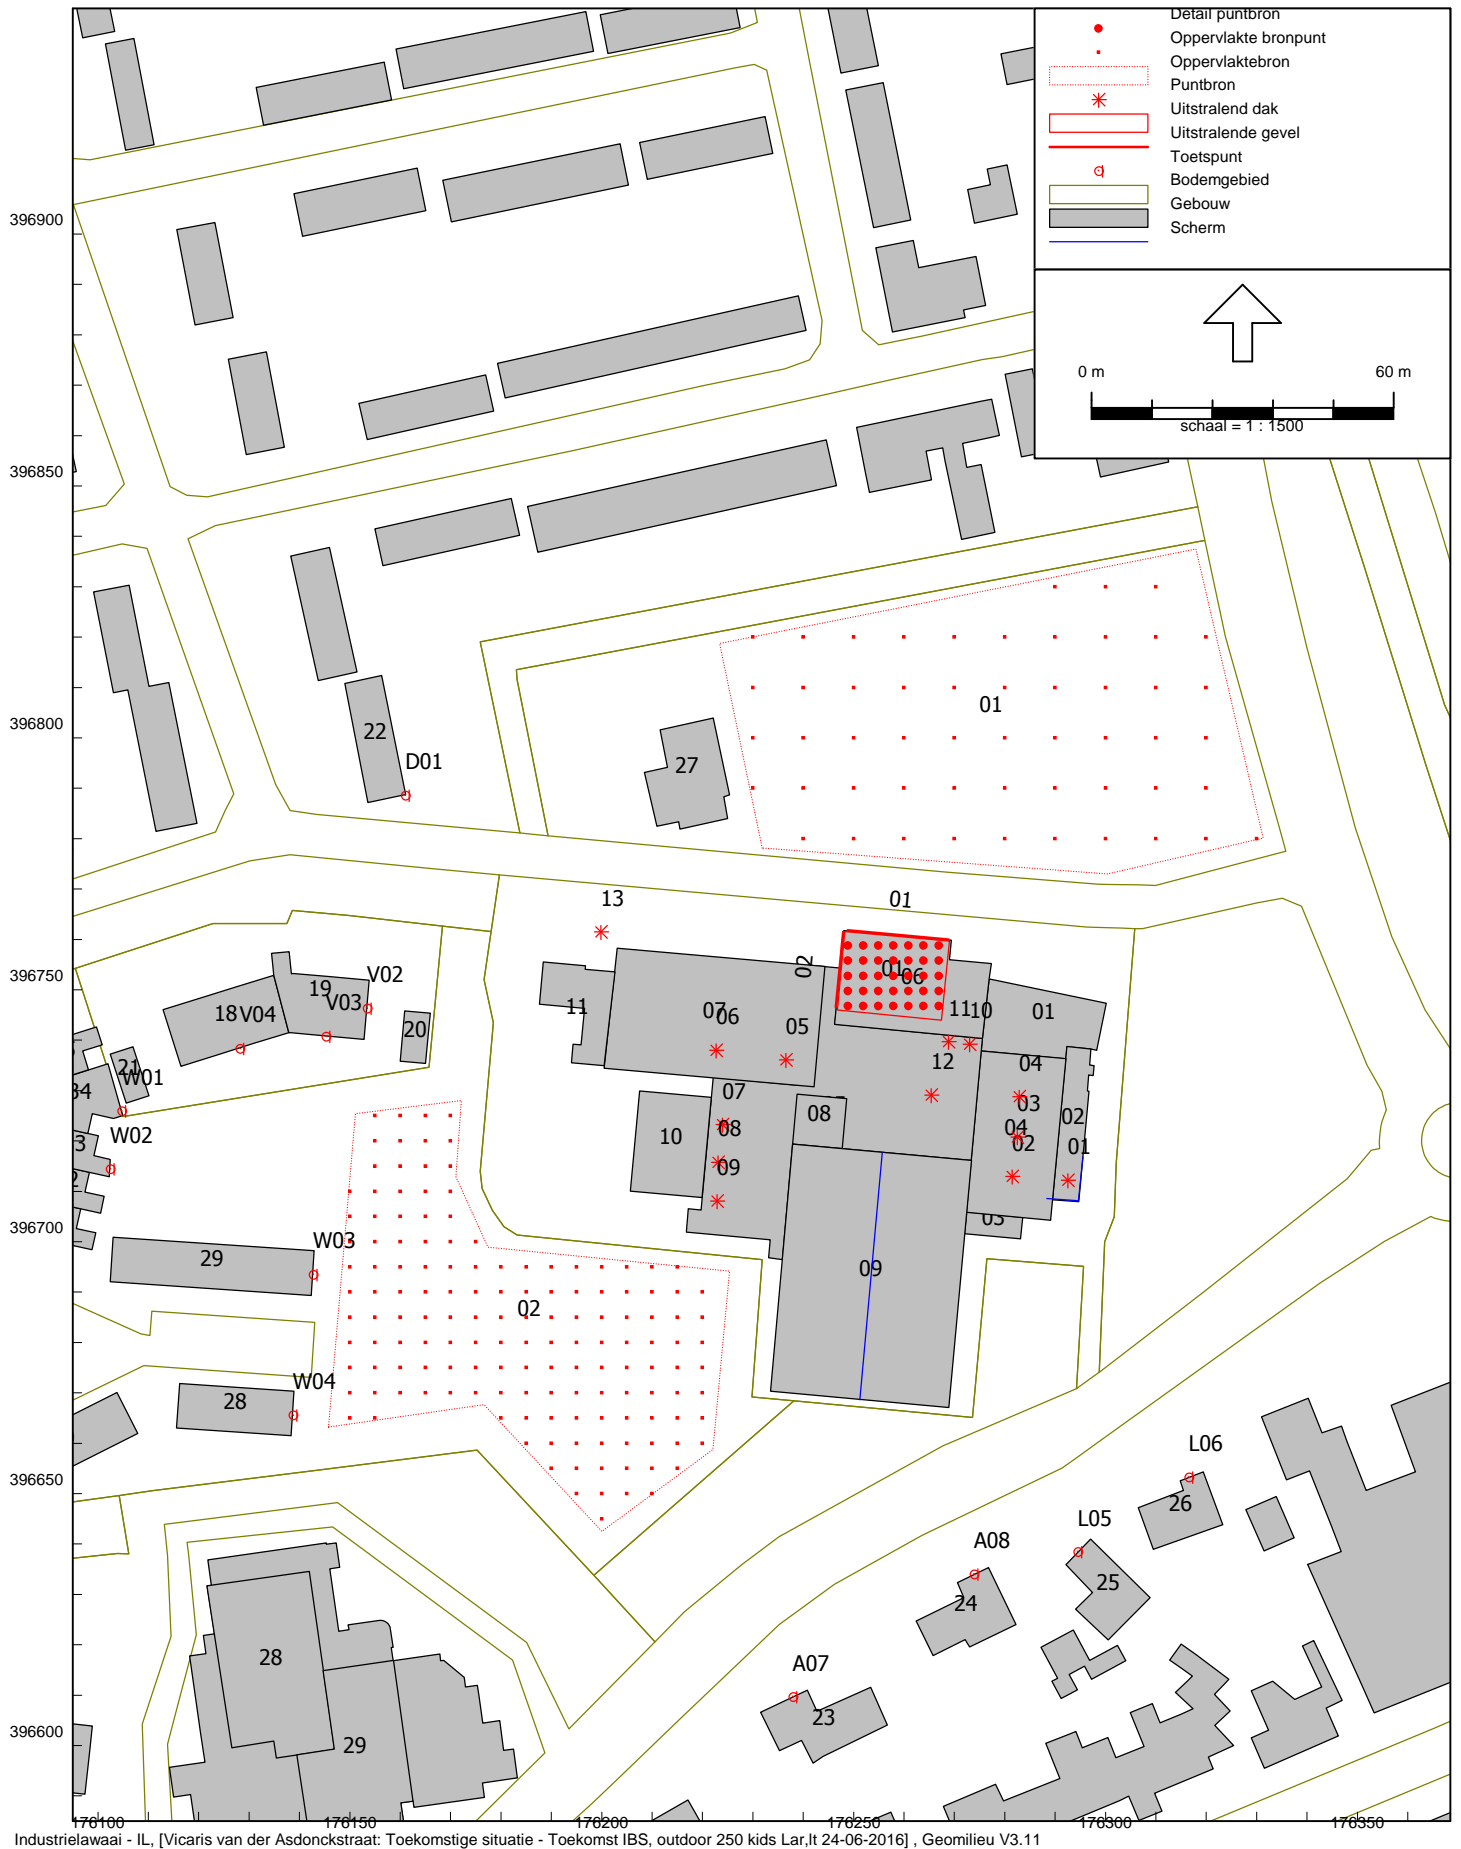 Detail puntbron
Oppervlakte bronpunt
Oppervlaktebron
Puntbron
Uitstralend dak
Uitstralende gevel
Toetspunt
Bodemgebied
Gebouw
Scherm
0 m 60 m
schaal = 1 : 1500
396900
396850
396800
396750
396700
396650
396600
01
22
D01
27
13
01
02
01
06
19
V02
V03
18
V04
20
11
07
06
05
11
10
01
12
04
21
W01
34
07
08
03
02
W02
08
10
04
02
01
09
03
W03
29
09
02
W04
28
L06
26
L05
A08
25
24
A07
23
28
29
176100 176150 176200 176250 176300 176350
Industrielawaai - IL, [Vicaris van der Asdonckstraat: Toekomstige situatie - Toekomst IBS, outdoor 250 kids Lar,lt 24-06-2016] , Geomilieu V3.11